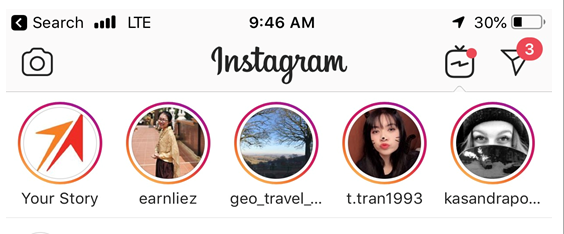 Search LTE 9:46 AM 30%
Instagram 3
Your Story earnliez geo_travel_... t.tran1993 kasandrapo...